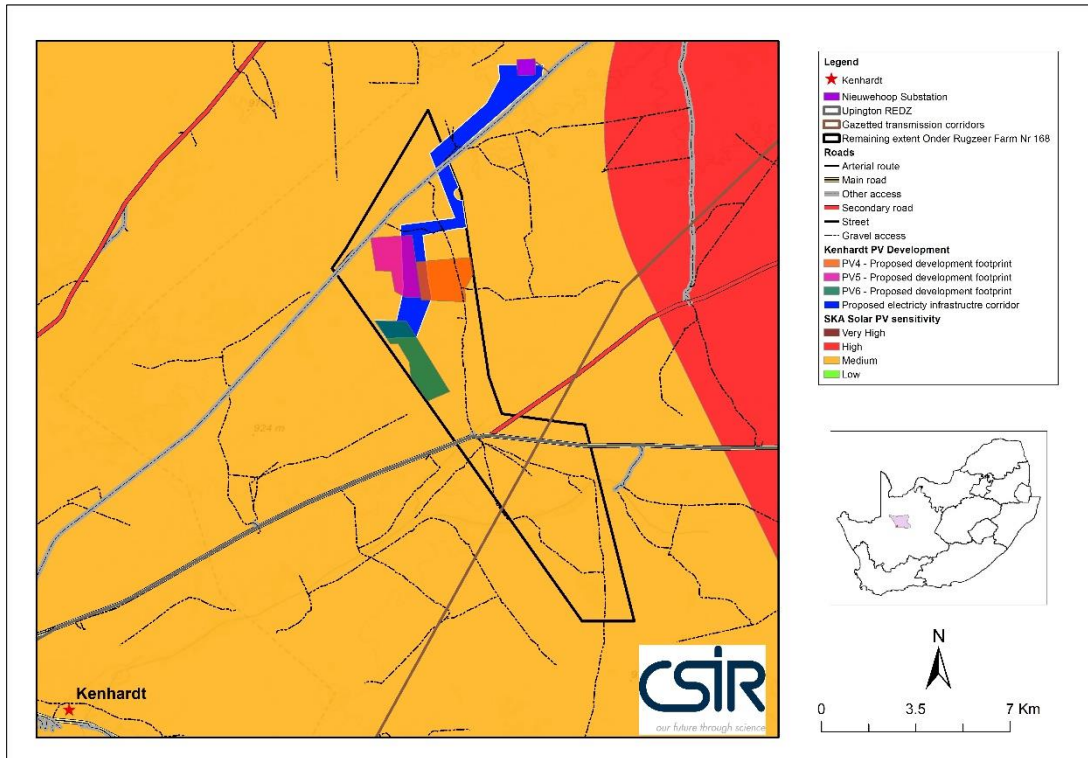 Legend
Kenhardt
Nieuwehoop Substation
Upington REDZ
Gazetted transmission corridors
Remaining extent Onder Rugzeer Farm Nr 168
Roads
Arterial route
Main road
Other access
Secondary road
Street
Gravel access
Kenhardt PV Development
PV4 - Proposed development footprint
PV5 - Proposed development footprint
PV6 - Proposed development footprint
Proposed electricty infrastructre corridor
SKA Solar PV sensitivity
Very High
High
Medium
Low
924 m
Kenhardt
CSIR
our future through science
N
0 3.5 7 Km